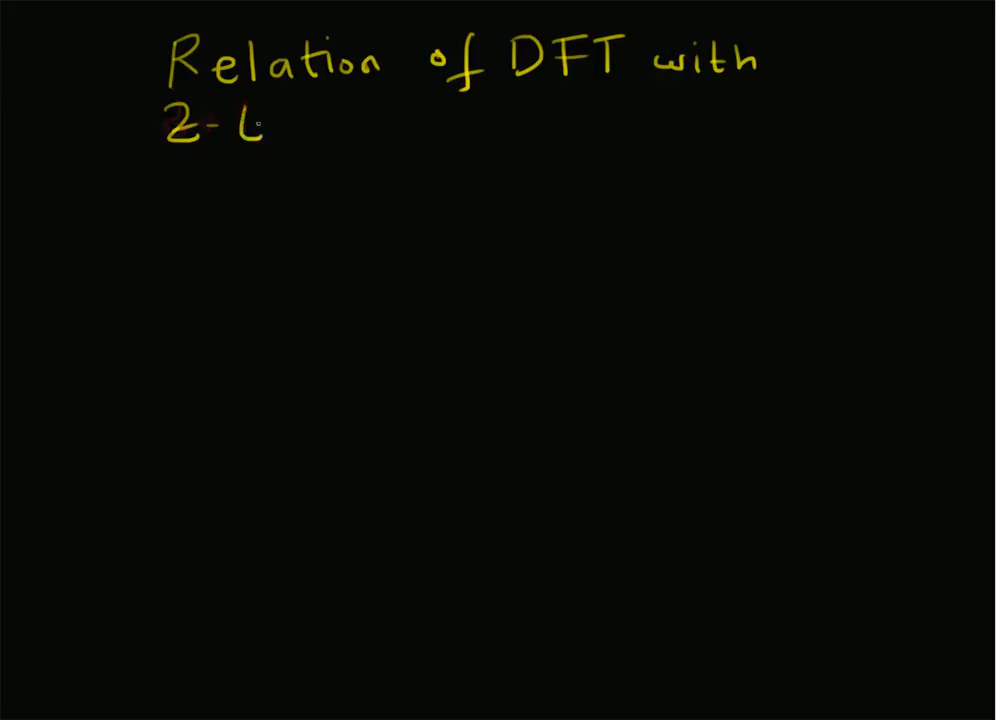 Relation of DFT with
Z-